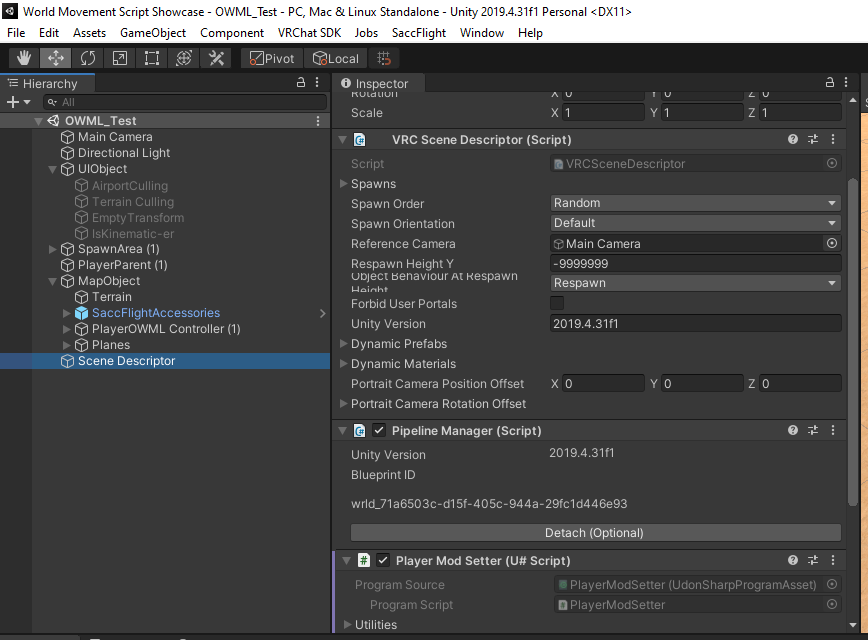 World Movement Script Showcase - OWML_Test - PC, Mac & Linux Standalone - Unity 2019.4.31f1 Personal <DX11>
File Edit Assets GameObject Component VRChat SDK Jobs SaccFlight Window Help
Pivot Local
Hierarchy
All
OWML_Test
Main Camera
Directional Light
UIObject
AirportCulling
Terrain Culling
EmptyTransform
IsKinematic-er
SpawnArea (1)
PlayerParent (1)
MapObject
Terrain
SaccFlightAccessories
PlayerOWML Controller (1)
Planes
Scene Descriptor
Inspector
Rotation X 0 Y 0 Z 0
Scale X 1 Y 1 Z 1
VRC Scene Descriptor (Script)
Script VRCSceneDescriptor
Spawns
Spawn Order Random
Spawn Orientation Default
Reference Camera Main Camera
Respawn Height Y -9999999
Object Behaviour At Respawn Height Respawn
Forbid User Portals
Unity Version 2019.4.31f1
Dynamic Prefabs
Dynamic Materials
Portrait Camera Position Offset X 0 Y 0 Z 0
Portrait Camera Rotation Offset
Pipeline Manager (Script)
Unity Version 2019.4.31f1
Blueprint ID
wrld_71a6503c-d15f-405c-944a-29fc1d446e93
Detach (Optional)
Player Mod Setter (U# Script)
Program Source PlayerModSetter (UdonSharpProgramAsset)
Program Script PlayerModSetter
Utilities